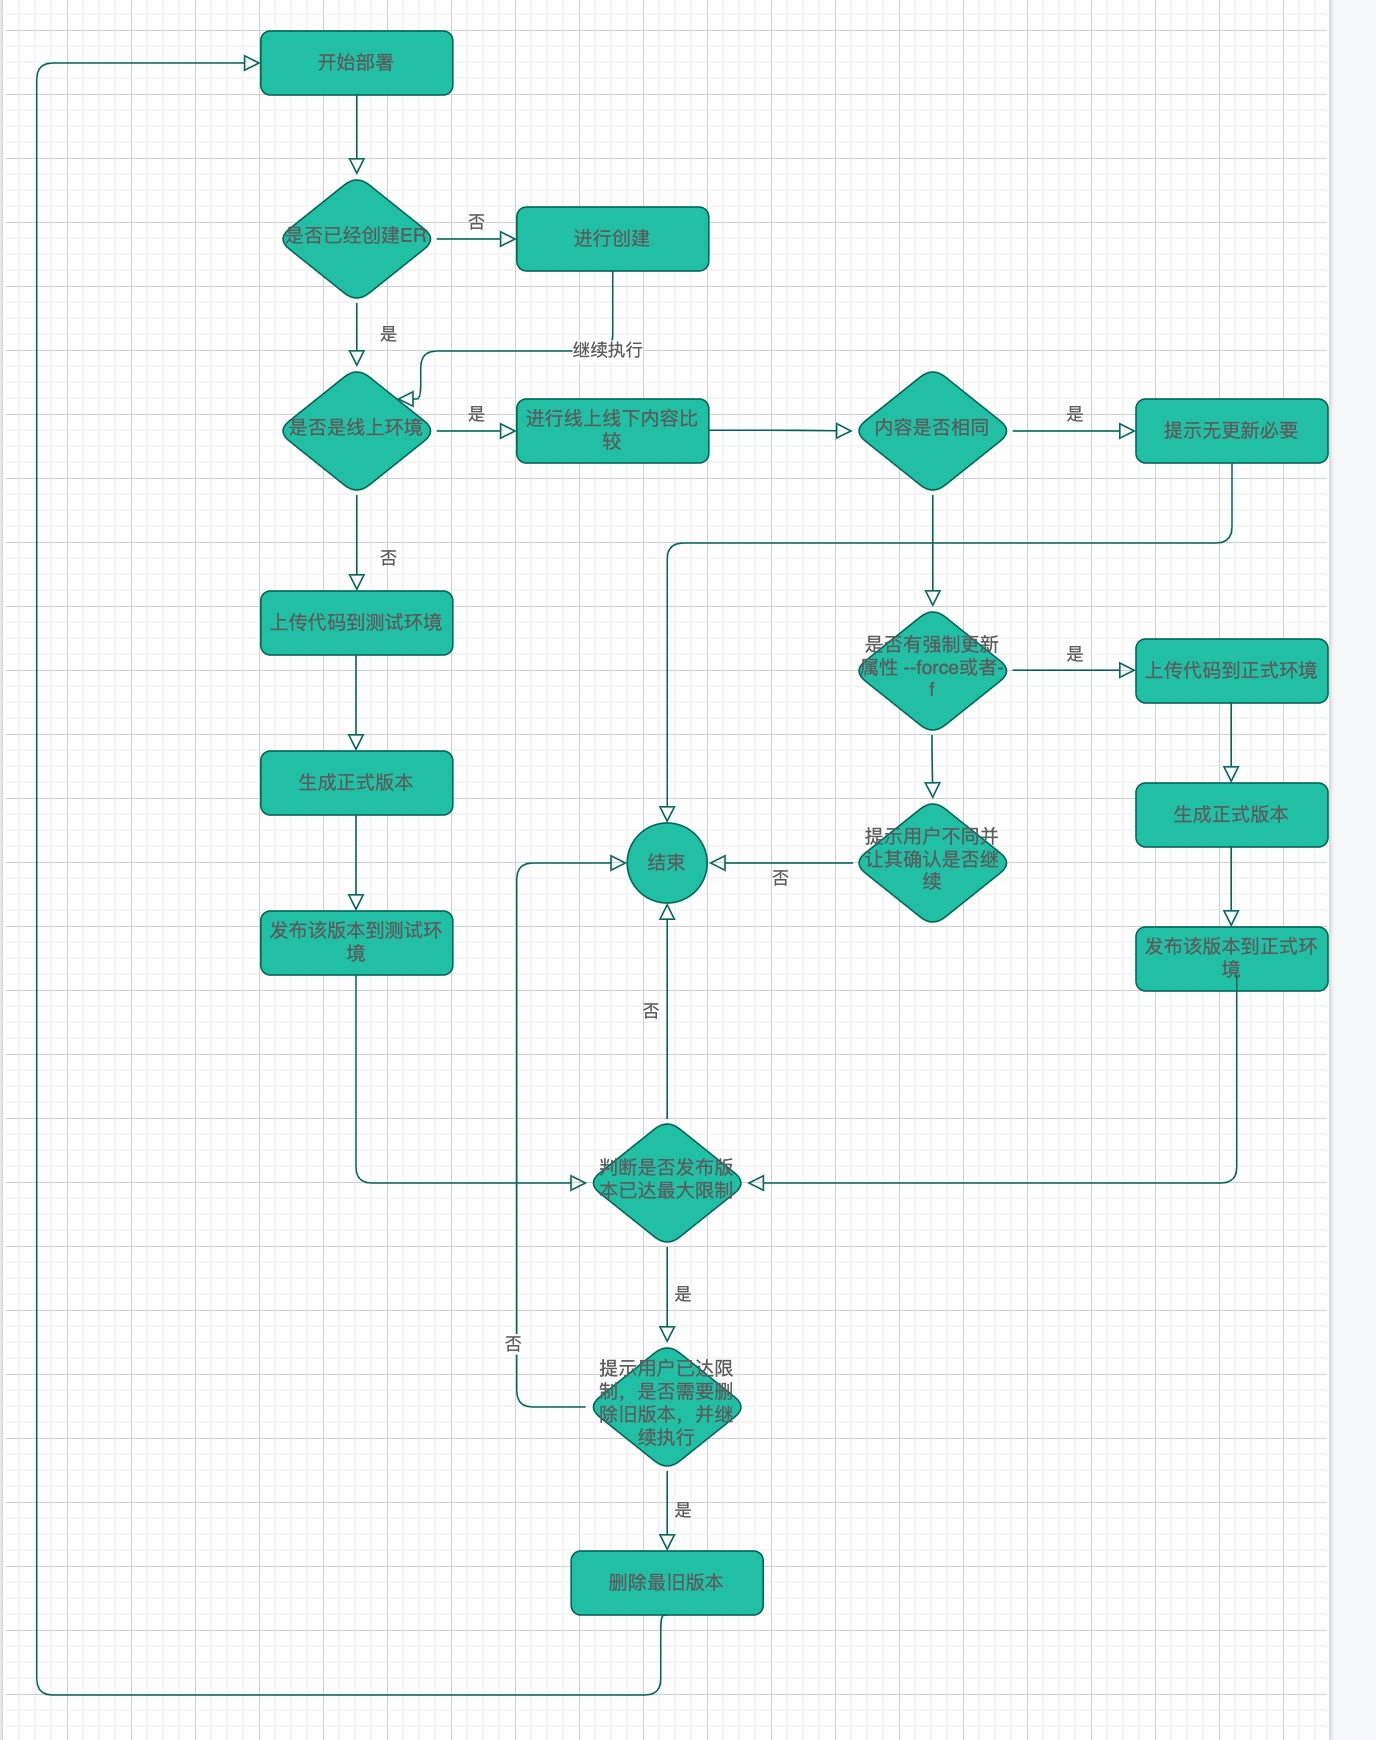 开始部署
是否已经创建ER
否
进行创建
是
继续执行
是否是线上环境
是
进行线上线下内容比
较
内容是否相同
是
提示无更新必要
否
上传代码到测试环境
是否有强制更新
属性 --force或者-
f
是
上传代码到正式环境
生成正式版本
生成正式版本
结束
否
提示用户不同并
让其确认是否继
续
发布该版本到测试环
境
发布该版本到正式环
境
否
判断是否发布版
本已达最大限制
是
否
提示用户已达限
制，是否需要删
除旧版本，并继
续执行
是
删除最旧版本